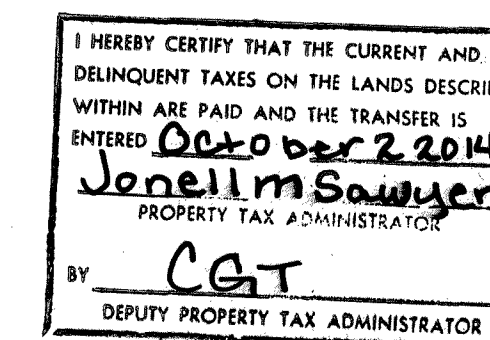 I HEREBY CERTIFY THAT THE CURRENT AND
DELINQUENT TAXES ON THE LANDS DESCRI
WITHIN ARE PAID AND THE TRANSFER IS
ENTERED October 2 2014
Jonell M Sawyer
PROPERTY TAX ADMINISTRATOR
BY CGT
DEPUTY PROPERTY TAX ADMINISTRATOR